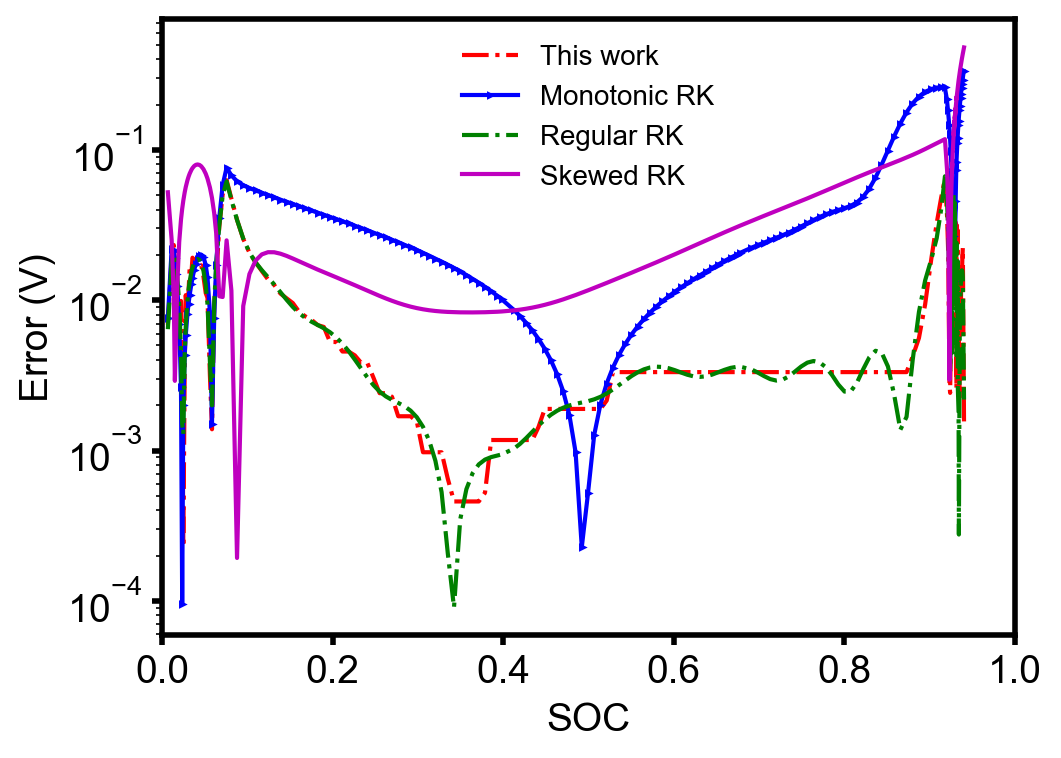 This work
Monotonic RK
Regular RK
Skewed RK
10⁻¹
10⁻²
10⁻³
10⁻⁴
Error (V)
0.0 0.2 0.4 0.6 0.8 1.0
SOC